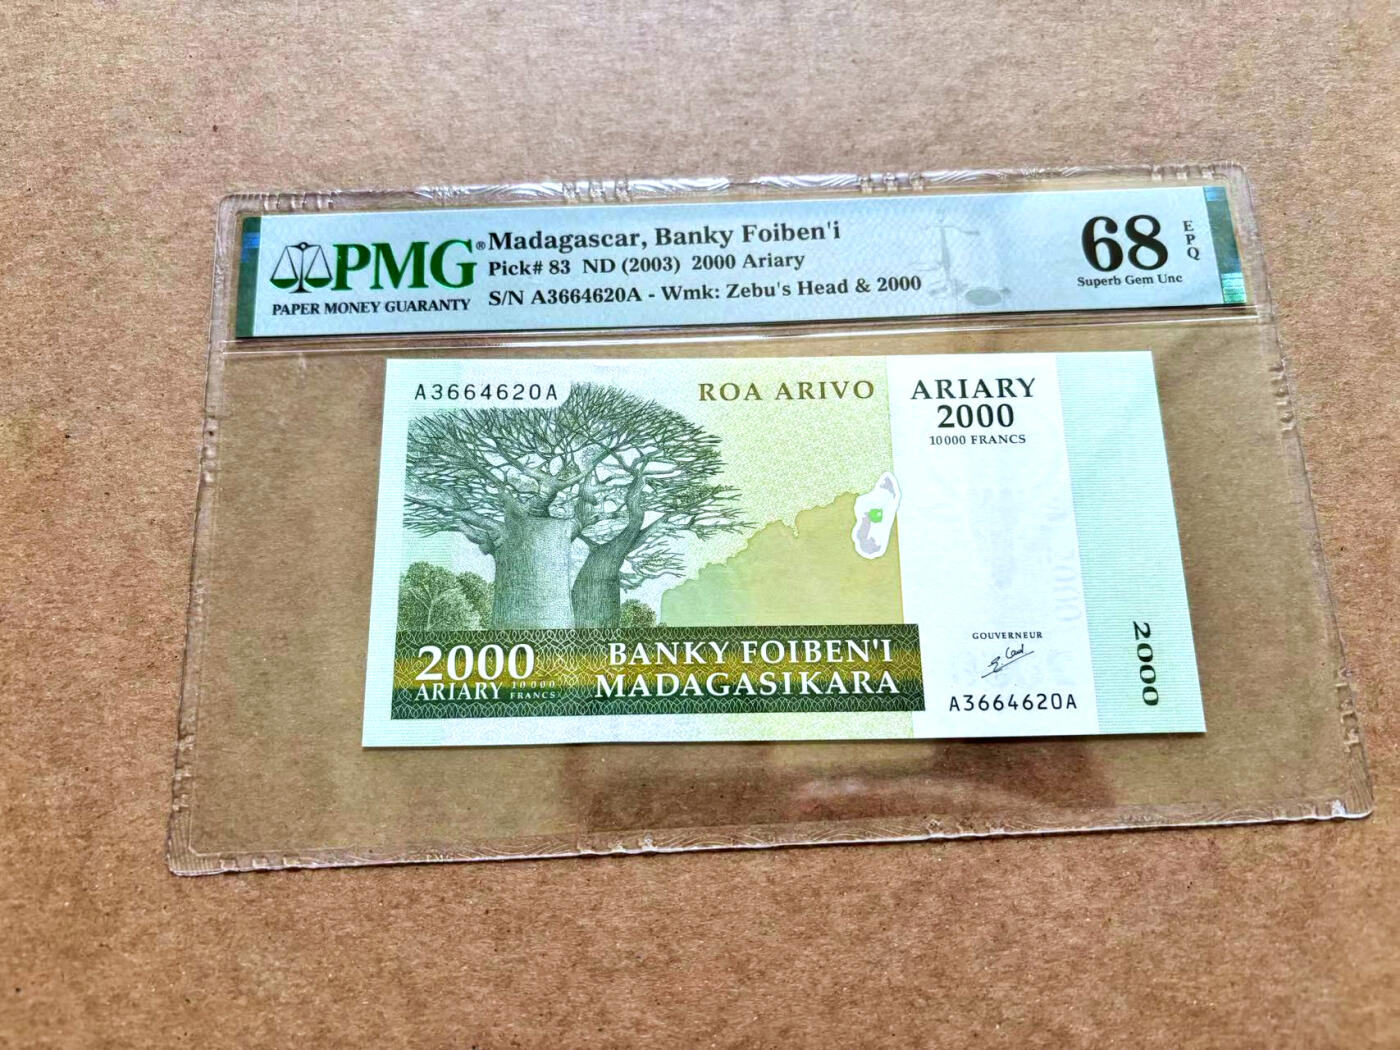 PMG®
PAPER MONEY GUARANTY
Madagascar, Banky Foiben'i
Pick# 83 ND (2003) 2000 Ariary
S/N A3664620A - Wmk: Zebu's Head & 2000
68
EPQ
Superb Gem Unc
A3664620A
ROA ARIVO
ARIARY
2000
10000 FRANCS
2000
ARIARY
10000
FRANCS
BANKY FOIBEN'I
MADAGASIKARA
GOUVERNEUR
A3664620A
2000